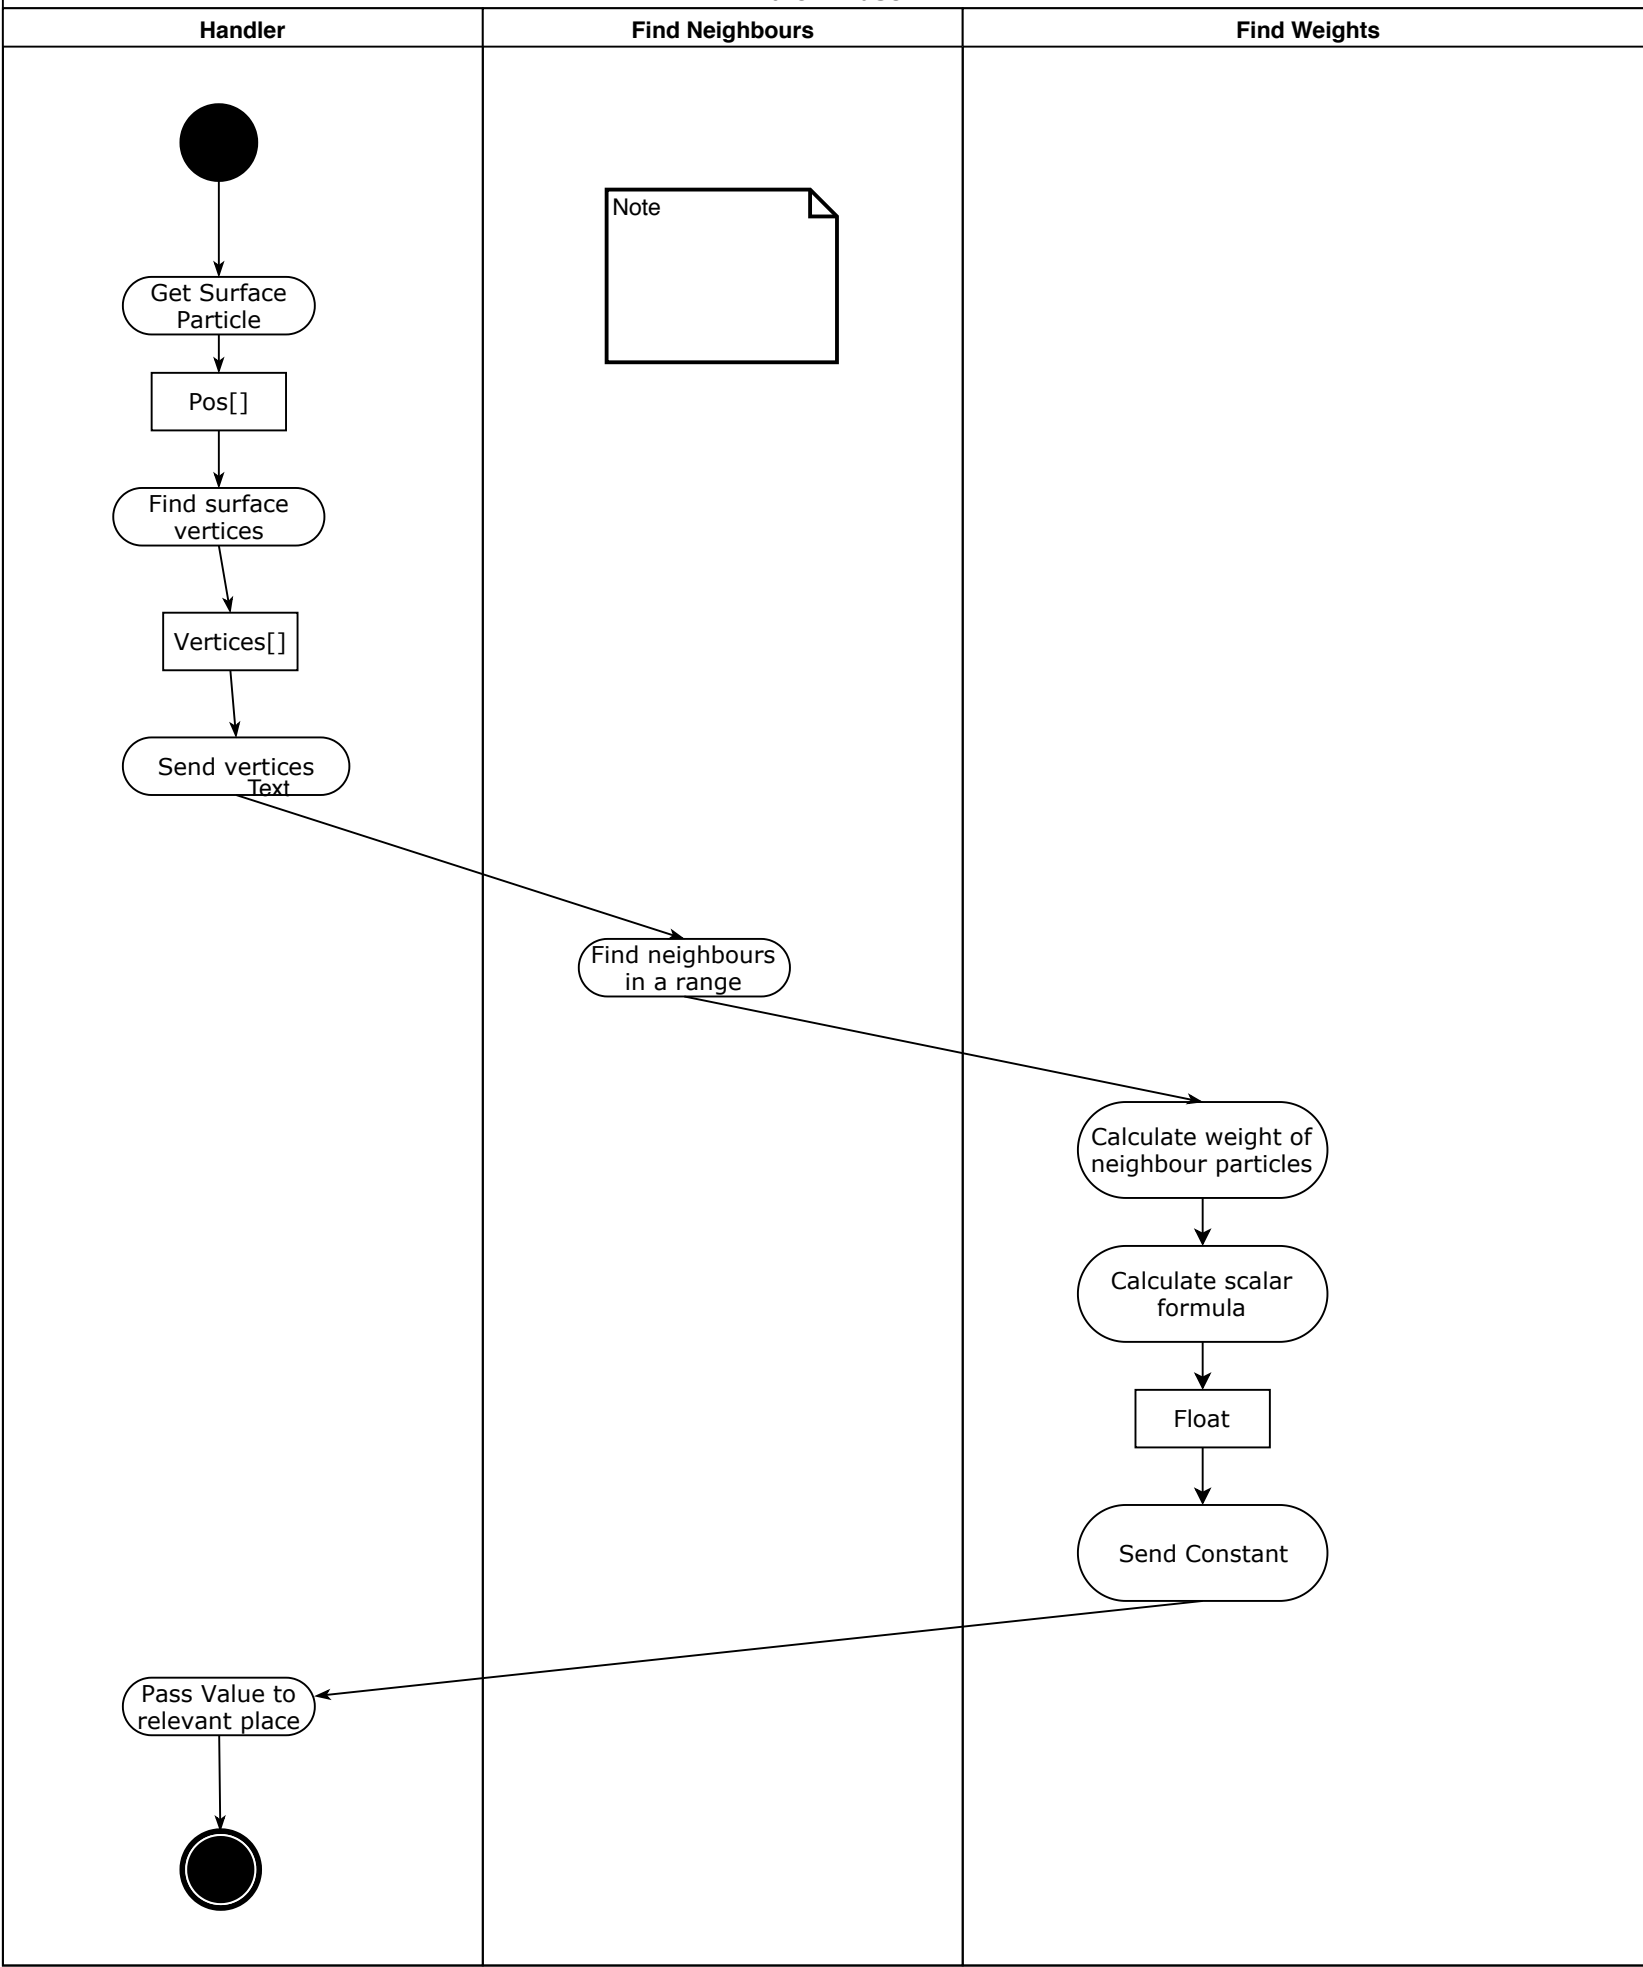 Handler
Find Neighbours
Find Weights
Note
Get Surface
Particle
Pos[]
Find surface
vertices
Vertices[]
Send vertices
Text
Find neighbours
in a range
Calculate weight of
neighbour particles
Calculate scalar
formula
Float
Send Constant
Pass Value to
relevant place